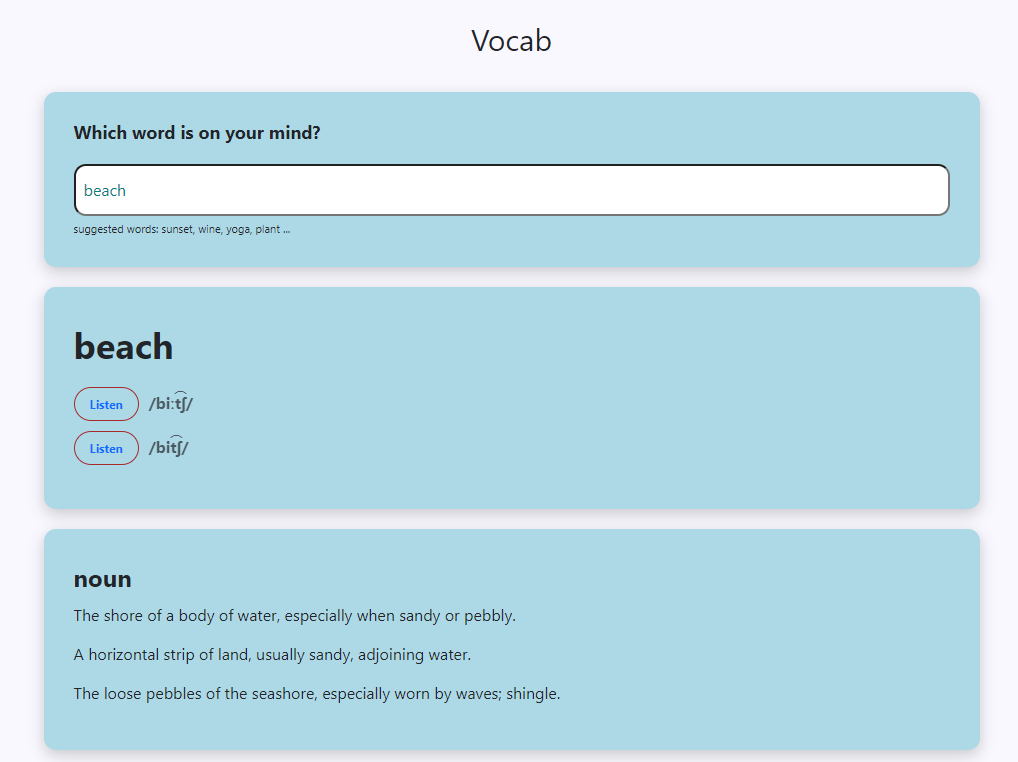 Vocab
Which word is on your mind?
beach
suggested words: sunset, wine, yoga, plant ...
beach
Listen /biːt͡ʃ/
Listen /bit͡ʃ/
noun
The shore of a body of water, especially when sandy or pebbly.
A horizontal strip of land, usually sandy, adjoining water.
The loose pebbles of the seashore, especially worn by waves; shingle.